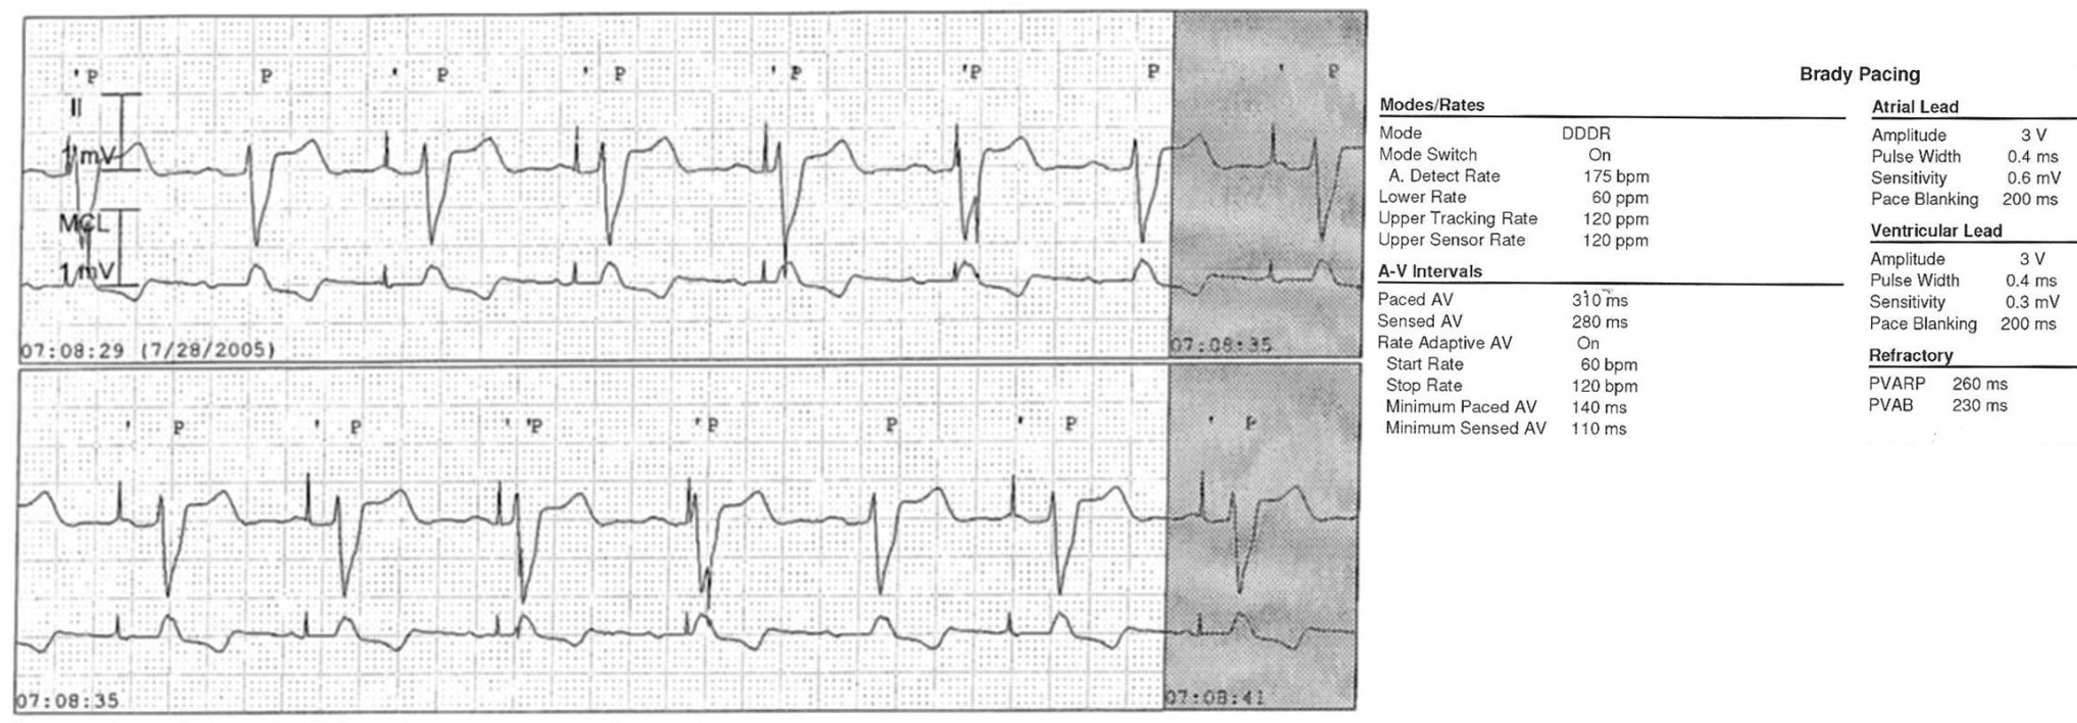 ' P P ' P ' P ' P 'P P ' P
II
1 mV
MCL
1 mV
07:08:29 (7/28/2005)
07:08:35
' P ' P ' 'P 'P P ' P ' P
07:08:35
07:08:41
Brady Pacing
Modes/Rates
Mode DDDR
Mode Switch On
A. Detect Rate 175 bpm
Lower Rate 60 ppm
Upper Tracking Rate 120 ppm
Upper Sensor Rate 120 ppm
A-V Intervals
Paced AV 310 ms
Sensed AV 280 ms
Rate Adaptive AV On
Start Rate 60 bpm
Stop Rate 120 bpm
Minimum Paced AV 140 ms
Minimum Sensed AV 110 ms
Atrial Lead
Amplitude 3 V
Pulse Width 0.4 ms
Sensitivity 0.6 mV
Pace Blanking 200 ms
Ventricular Lead
Amplitude 3 V
Pulse Width 0.4 ms
Sensitivity 0.3 mV
Pace Blanking 200 ms
Refractory
PVARP 260 ms
PVAB 230 ms